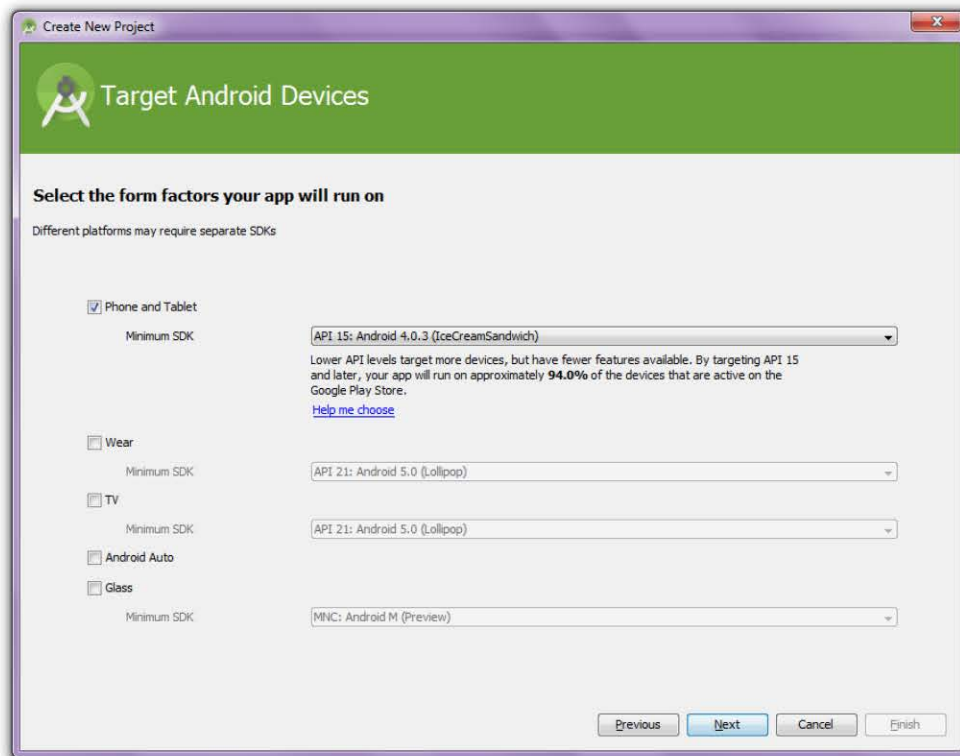 Create New Project
Target Android Devices
Select the form factors your app will run on
Different platforms may require separate SDKs
Phone and Tablet
Minimum SDK API 15: Android 4.0.3 (IceCreamSandwich)
Lower API levels target more devices, but have fewer features available. By targeting API 15
and later, your app will run on approximately 94.0% of the devices that are active on the
Google Play Store.
Help me choose
Wear
Minimum SDK API 21: Android 5.0 (Lollipop)
TV
Minimum SDK API 21: Android 5.0 (Lollipop)
Android Auto
Glass
Minimum SDK MNC: Android M (Preview)
Previous Next Cancel Finish